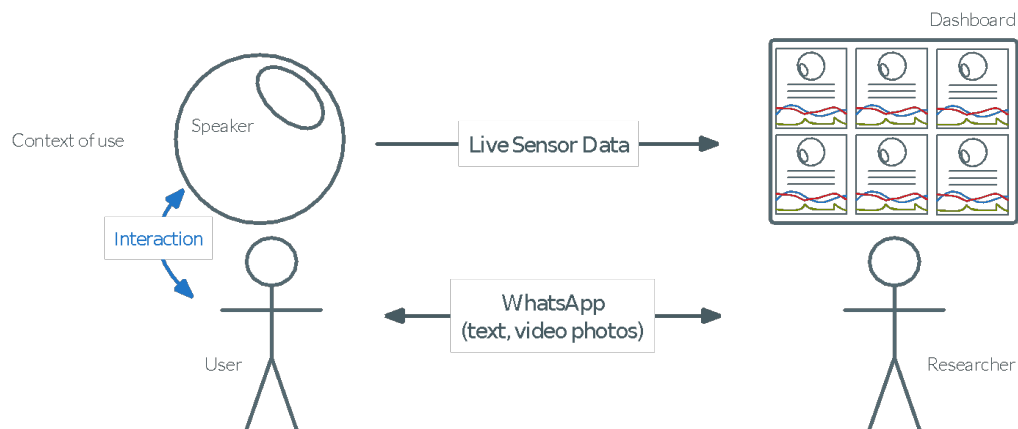 Dashboard
Speaker
Context of use
Live Sensor Data
Interaction
WhatsApp
(text, video photos)
User
Researcher